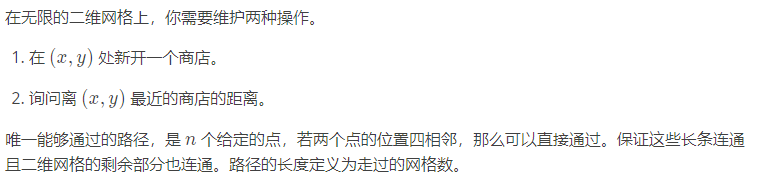 在无限的二维网格上，你需要维护两种操作。
1. 在 (x, y) 处新开一个商店。
2. 询问离 (x, y) 最近的商店的距离。
唯一能够通过的路径，是 n 个给定的点，若两个点的位置四相邻，那么可以直接通过。保证这些长条连通
且二维网格的剩余部分也连通。路径的长度定义为走过的网格数。